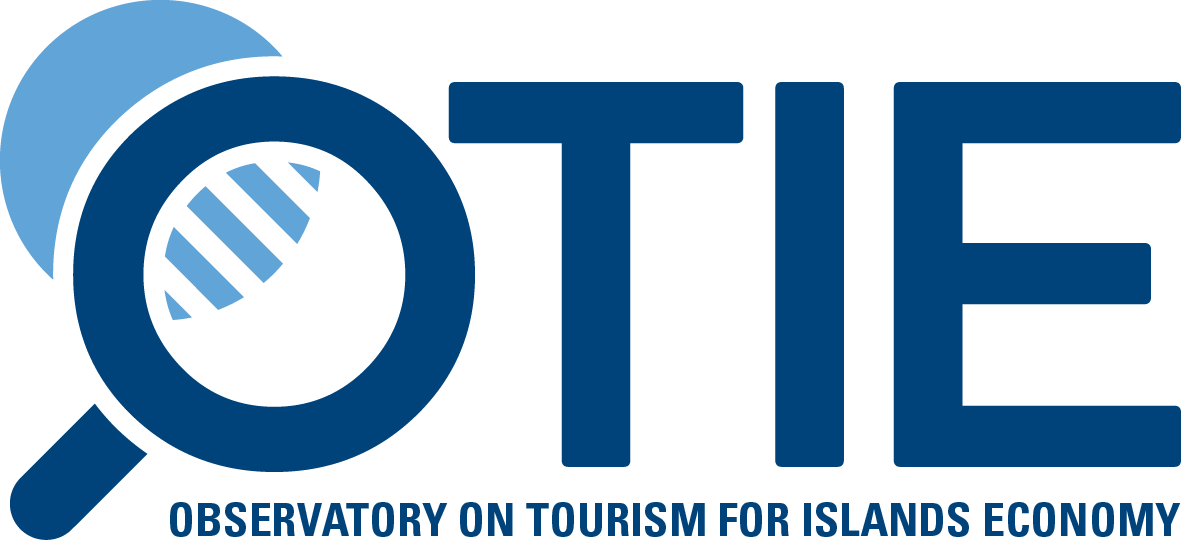 OTIE
OBSERVATORY ON TOURISM FOR ISLANDS ECONOMY